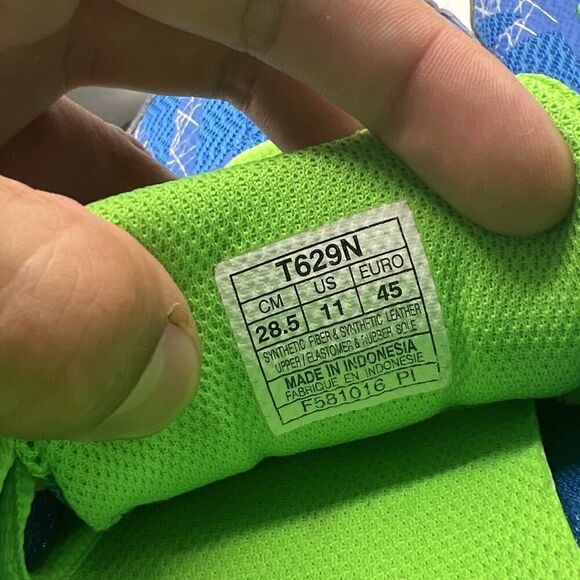 T629N
CM US EURO
28.5 11 45
SYNTHETIC FIBER & SYNTHETIC LEATHER
UPPER / ELASTOMER & RUBBER SOLE
MADE IN INDONESIA
FABRIQUE EN INDONESIE
F581016 PI